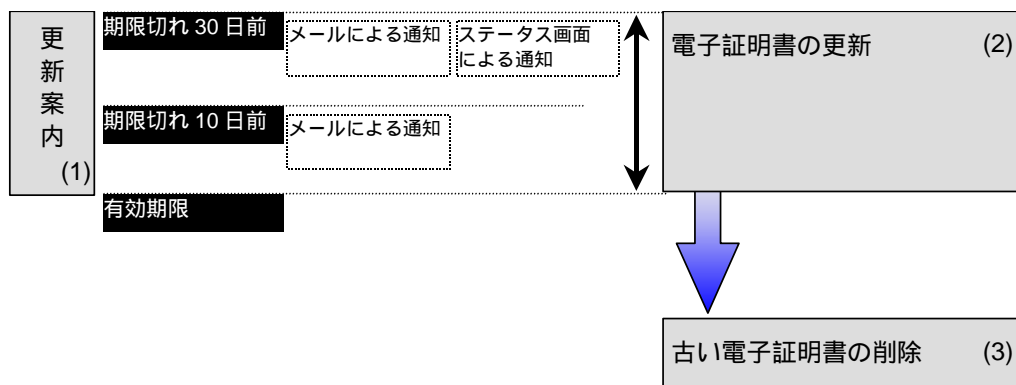 更新案内
(1)
期限切れ 30 日前
メールによる通知
ステータス画面
による通知
期限切れ 10 日前
メールによる通知
有効期限
電子証明書の更新 (2)
古い電子証明書の削除 (3)